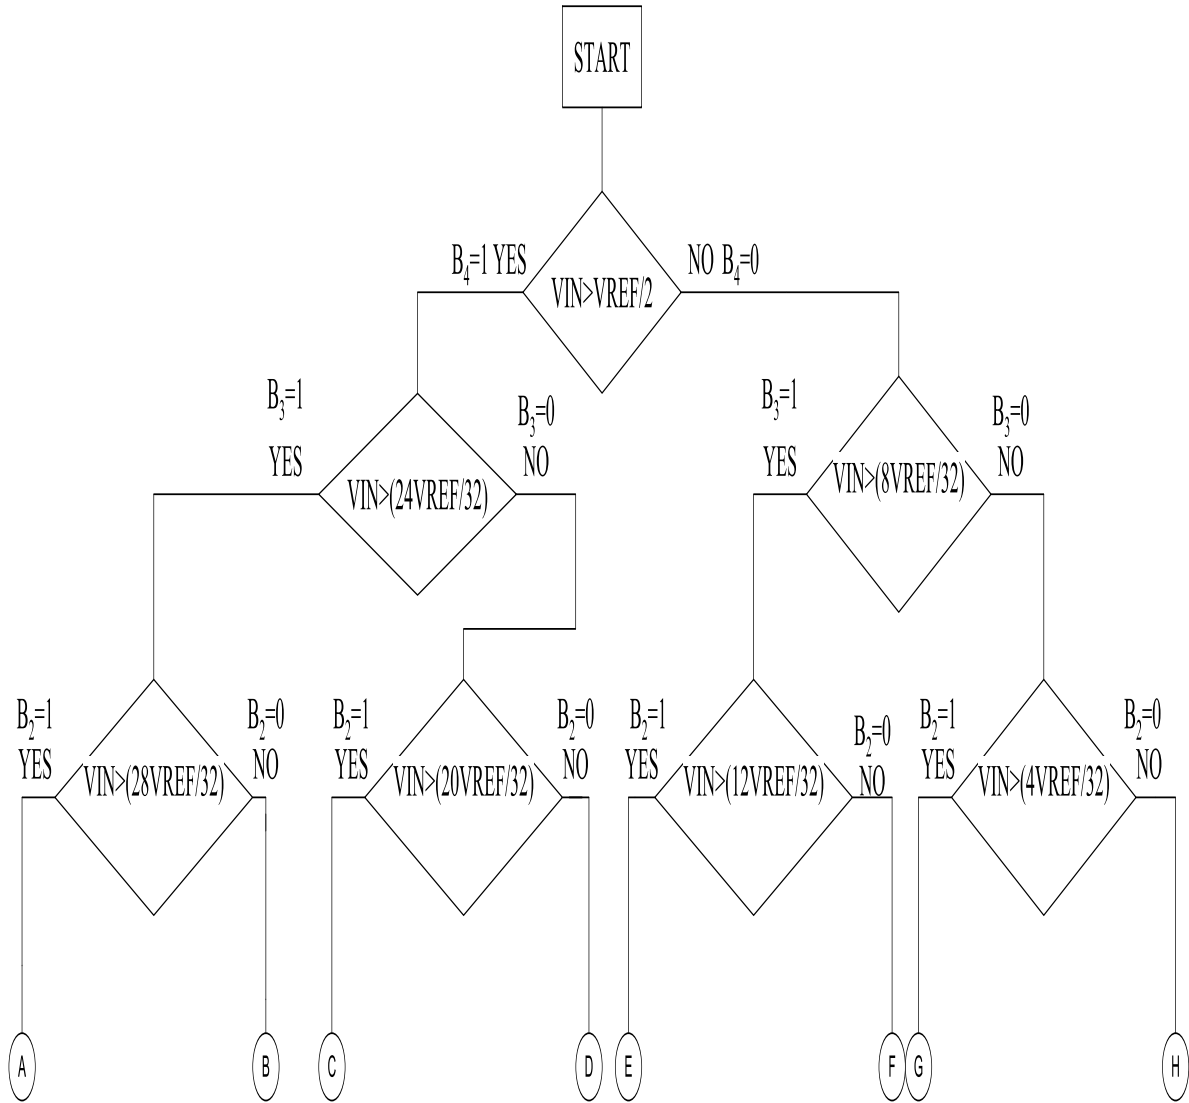 START
B4=1 YES
NO B4=0
VIN>VREF/2
B3=1
YES
B3=0
NO
VIN>(24VREF/32)
B3=1
YES
B3=0
NO
VIN>(8VREF/32)
B2=1
YES
B2=0
NO
VIN>(28VREF/32)
B2=1
YES
B2=0
NO
VIN>(20VREF/32)
B2=1
YES
B2=0
NO
VIN>(12VREF/32)
B2=1
YES
B2=0
NO
VIN>(4VREF/32)
A
B
C
D
E
F
G
H